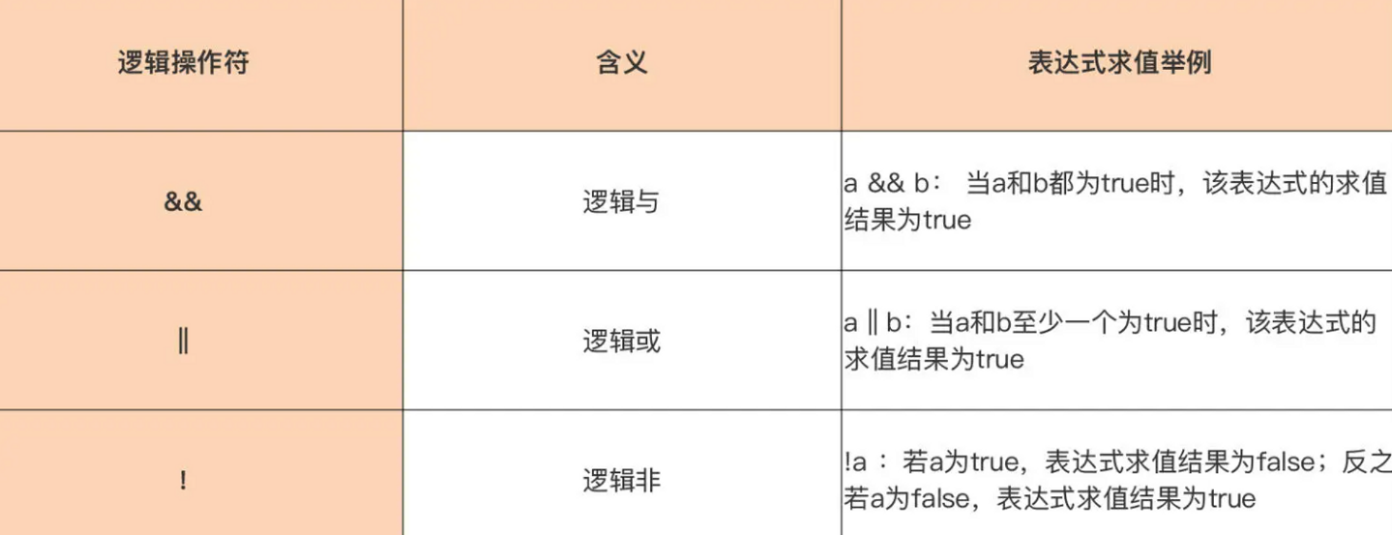 逻辑操作符 含义 表达式求值举例
&& 逻辑与 a && b： 当a和b都为true时，该表达式的求值
结果为true
|| 逻辑或 a || b：当a和b至少一个为true时，该表达式的
求值结果为true
! 逻辑非 !a ：若a为true，表达式求值结果为false；反之
若a为false，表达式求值结果为true